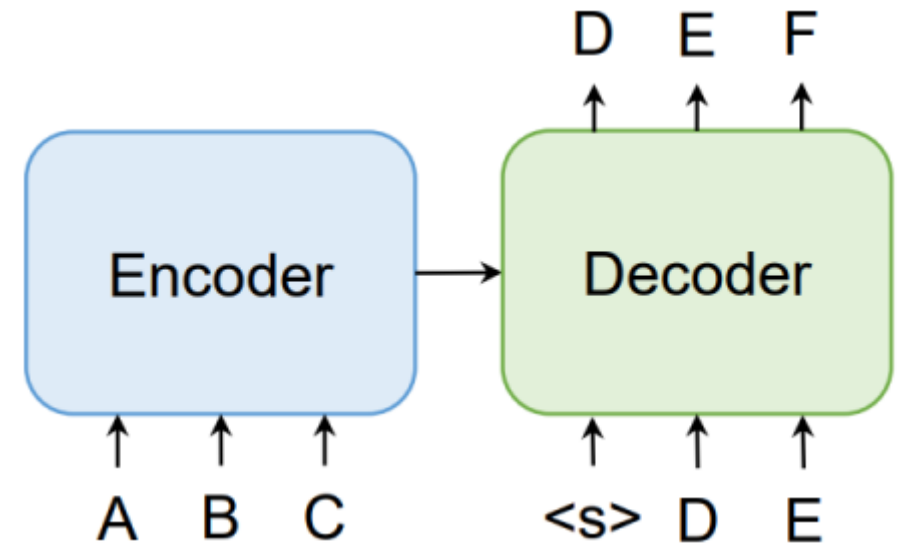 D E F
Encoder
Decoder
A B C
<s> D E